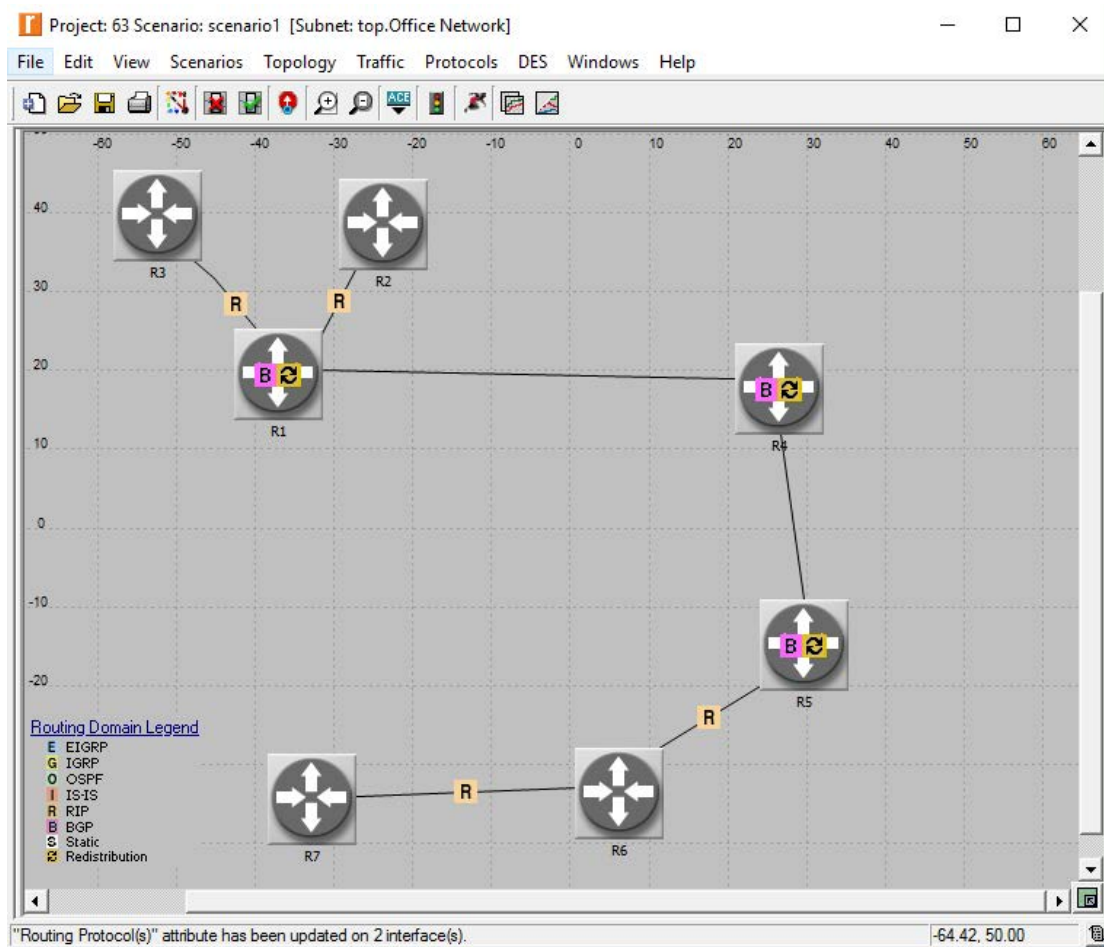 Project: 63 Scenario: scenario1 [Subnet: top.Office Network]
File Edit View Scenarios Topology Traffic Protocols DES Windows Help
ACE
-60 -50 -40 -30 -20 -10 0 10 20 30 40 50 60
40
R3
R2
30
R
R
20
B
B
R1
R4
10
0
-10
B
R5
-20
R
Routing Domain Legend
E EIGRP
G IGRP
O OSPF
I IS-IS
R RIP
B BGP
S Static
Redistribution
R
R7
R6
"Routing Protocol(s)" attribute has been updated on 2 interface(s).
-64.42, 50.00